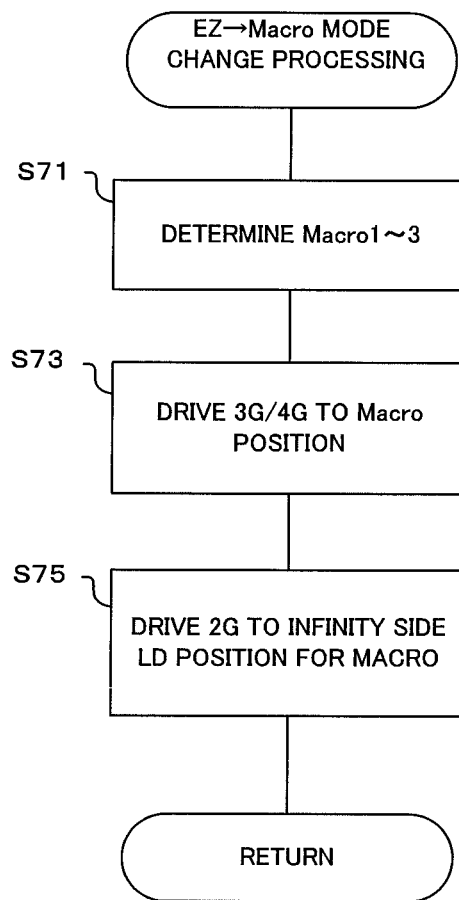 EZ→Macro MODE
CHANGE PROCESSING
S71
DETERMINE Macro1～3
S73
DRIVE 3G/4G TO Macro
POSITION
S75
DRIVE 2G TO INFINITY SIDE
LD POSITION FOR MACRO
RETURN